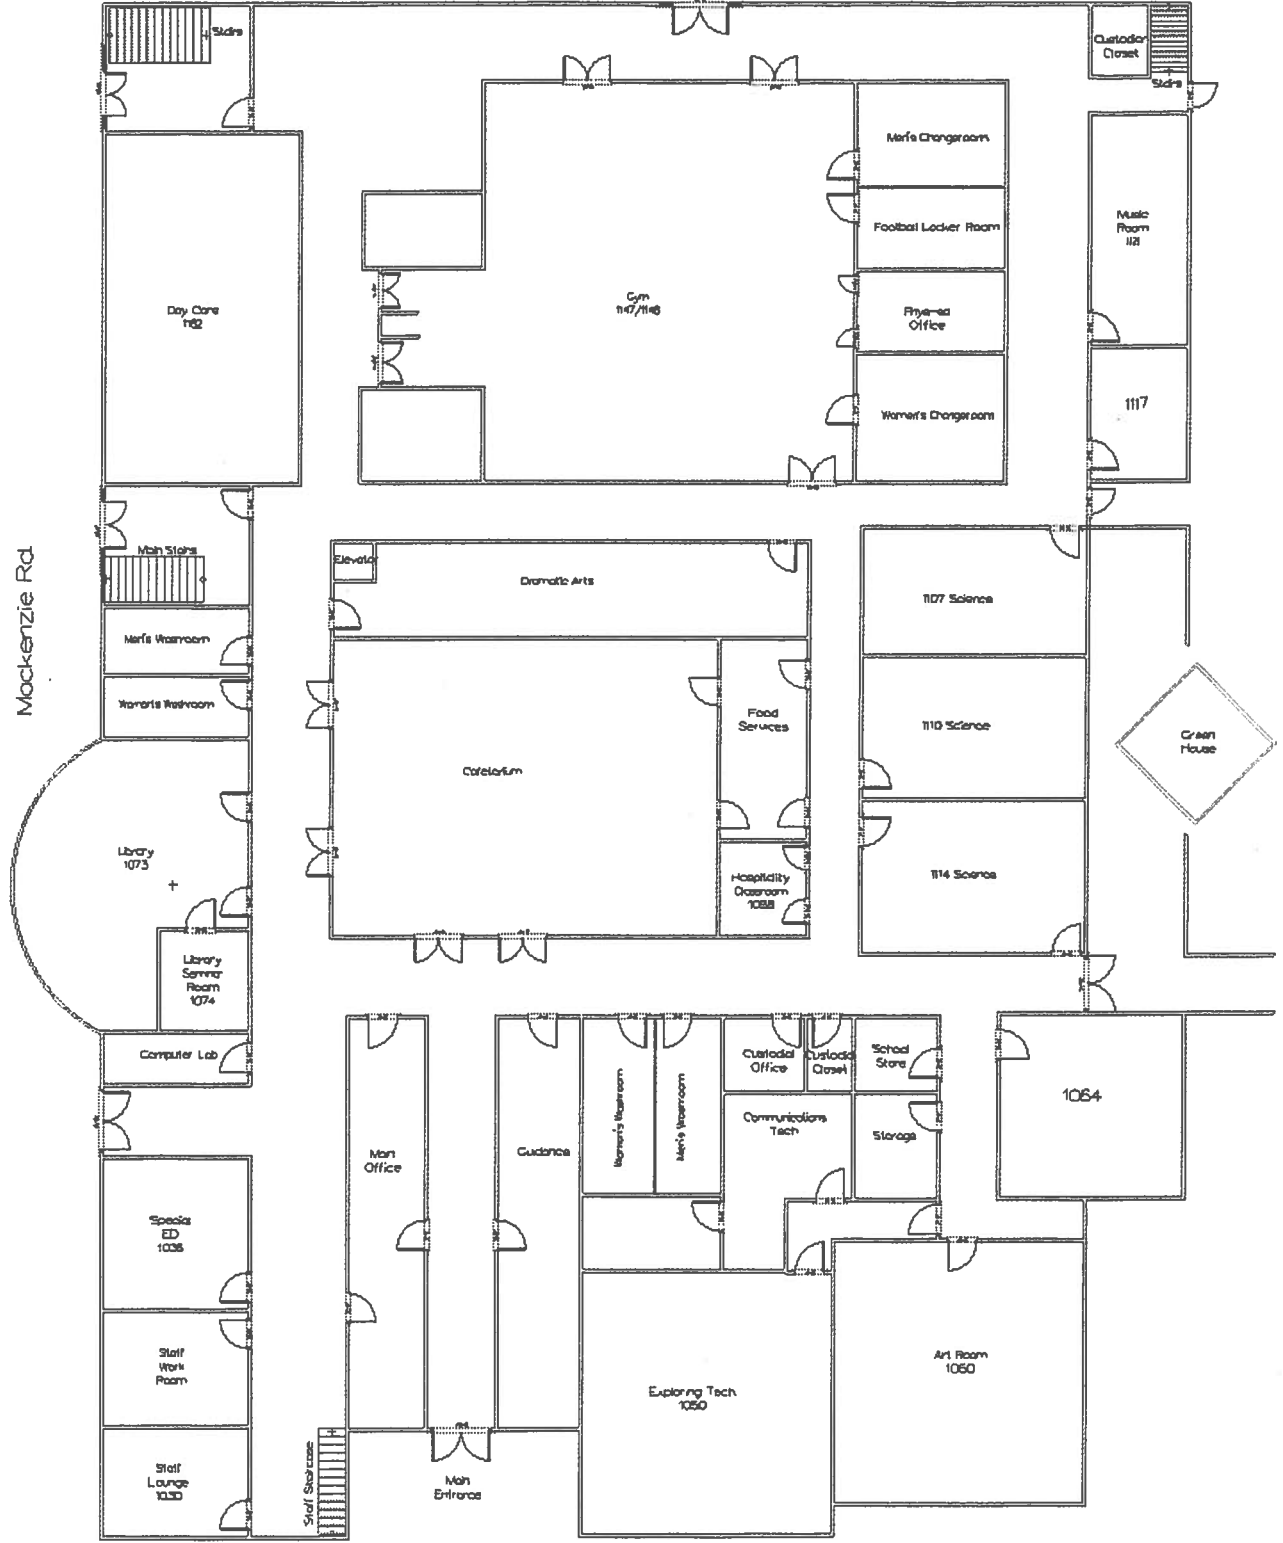 Stairs
Custodial
Closet
Stairs
Men's Changeroom
Football Locker Room
Music
Room
1121
Day Care
1162
Gym
1147/1148
Phys-ed
Office
1117
Women's Changeroom
Mackenzie Rd.
Main Stairs
Elevator
Dramatic Arts
1107 Science
Men's Washroom
Women's Washroom
Food
Services
1110 Science
Green
House
Cafetorium
Library
1073
Hospitality
Classroom
1088
1114 Science
Library
Seminar
Room
1074
Computer Lab
Custodial
Office
Custodial
Closet
School
Store
1064
Women's Washroom
Men's Washroom
Communications
Tech
Storage
Main
Office
Guidance
Special
ED
1036
Staff
Work
Room
Exploring Tech.
1050
Art Room
1060
Staff
Lounge
1030
Staff Staircase
Main
Entrance